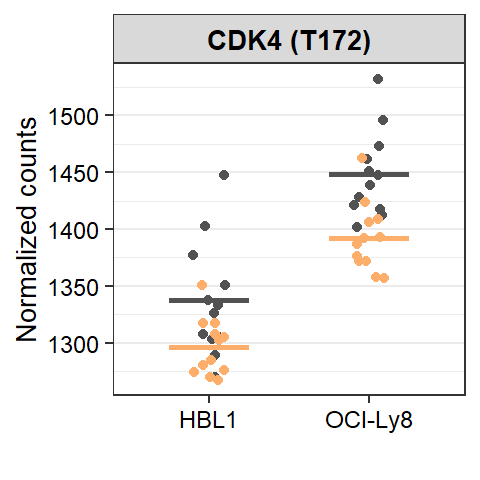 CDK4 (T172)
Normalized counts
1500
1450
1400
1350
1300
HBL1
OCI-Ly8